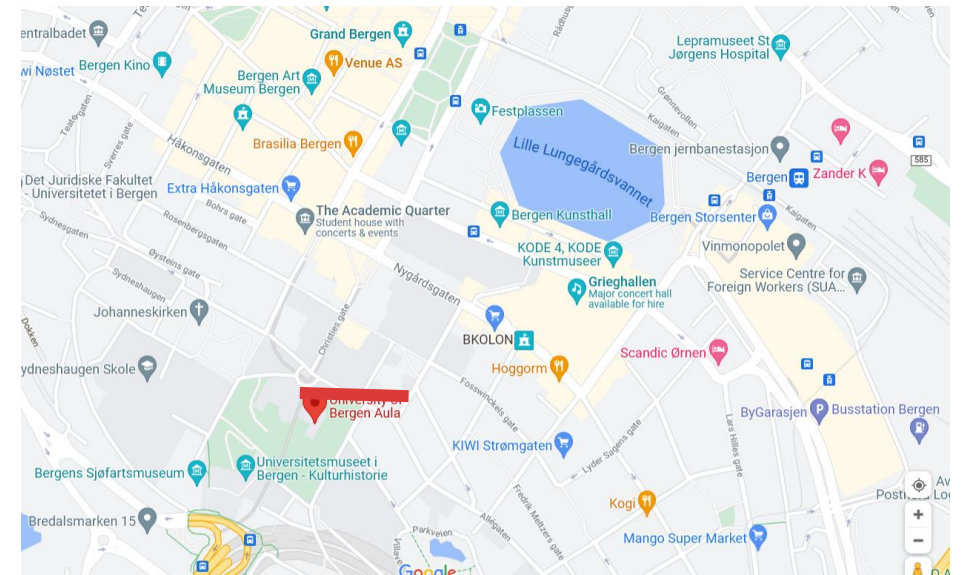 entralbadet
Grand Bergen
Rådhusg
Lepramuseet St
Jørgens Hospital
wi Nøstet
Bergen Kino
Venue AS
Bergen Art
Museum Bergen
Teatergaten
Sverres gate
Håkonsgaten
Festplassen
Grønnevollen
Kaigaten
Brasilia Bergen
Lille Lungegårdsvannet
Bergen jernbanestasjon
585
Det Juridiske Fakultet
- Universitetet i Bergen
Extra Håkonsgaten
Bergen
Zander K
Bohrs gate
Rosenbergsgaten
Sydnesgaten
The Academic Quarter
Student house with
concerts & events
Bergen Kunsthall
Bergen Storsenter
Kaigaten
Øysteins gate
Sydneshaugen
KODE 4, KODE
Kunstmuseer
Vinmonopolet
Nygårdsgaten
Grieghallen
Major concert hall
available for hire
Service Centre for
Foreign Workers (SUA...
Johanneskirken
Christies gate
Dokken
BKOLON
Scandic Ørnen
ydneshaugen Skole
Hoggorm
Fosswinckels gate
University of
Bergen Aula
ByGarasjen
Busstation Bergen
Lars Hilles gate
KIWI Strømgaten
Lyder Sagens gate
Bergens Sjøfartsmuseum
Universitetsmuseet i
Bergen - Kulturhistorie
Kogi
Fredrik Meltzers gate
Bredalsmarken 15
Allégaten
Parkveien
Mango Super Market
Google